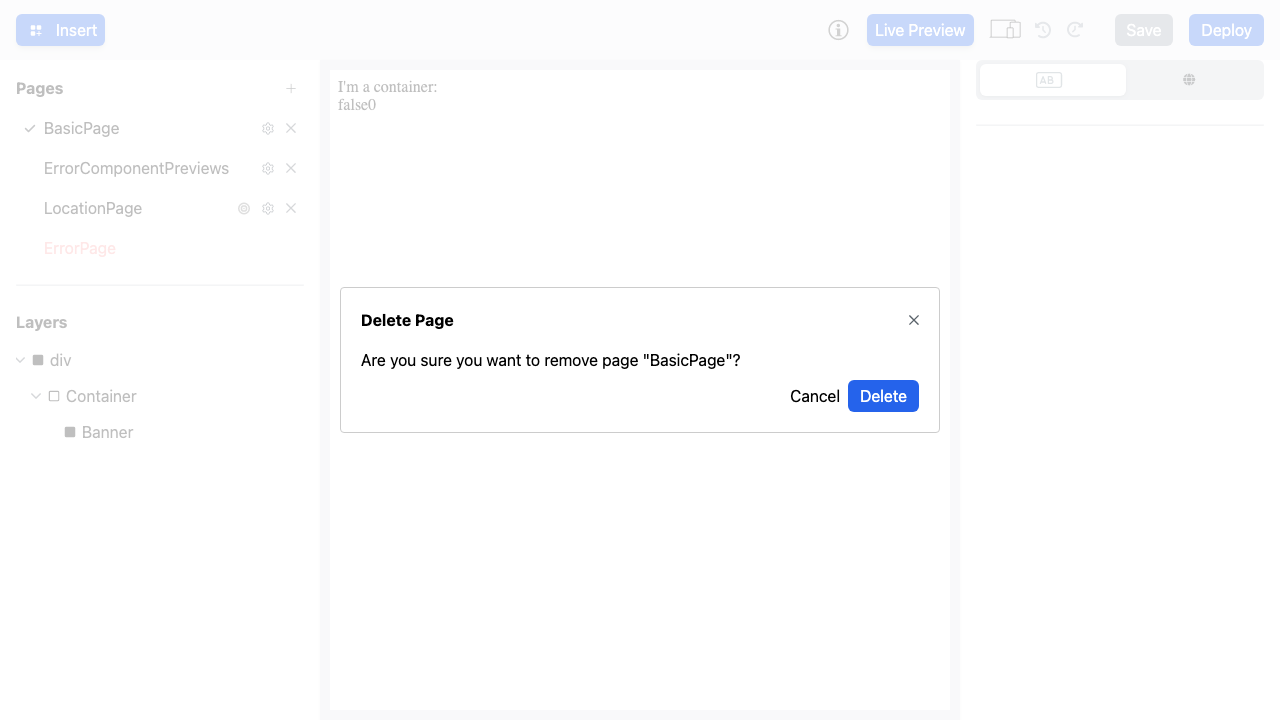 Insert
Live Preview
Save
Deploy
Pages
BasicPage
ErrorComponentPreviews
LocationPage
ErrorPage
Layers
div
Container
Banner
I'm a container:
false0
AB
Delete Page
Are you sure you want to remove page "BasicPage"?
Cancel
Delete